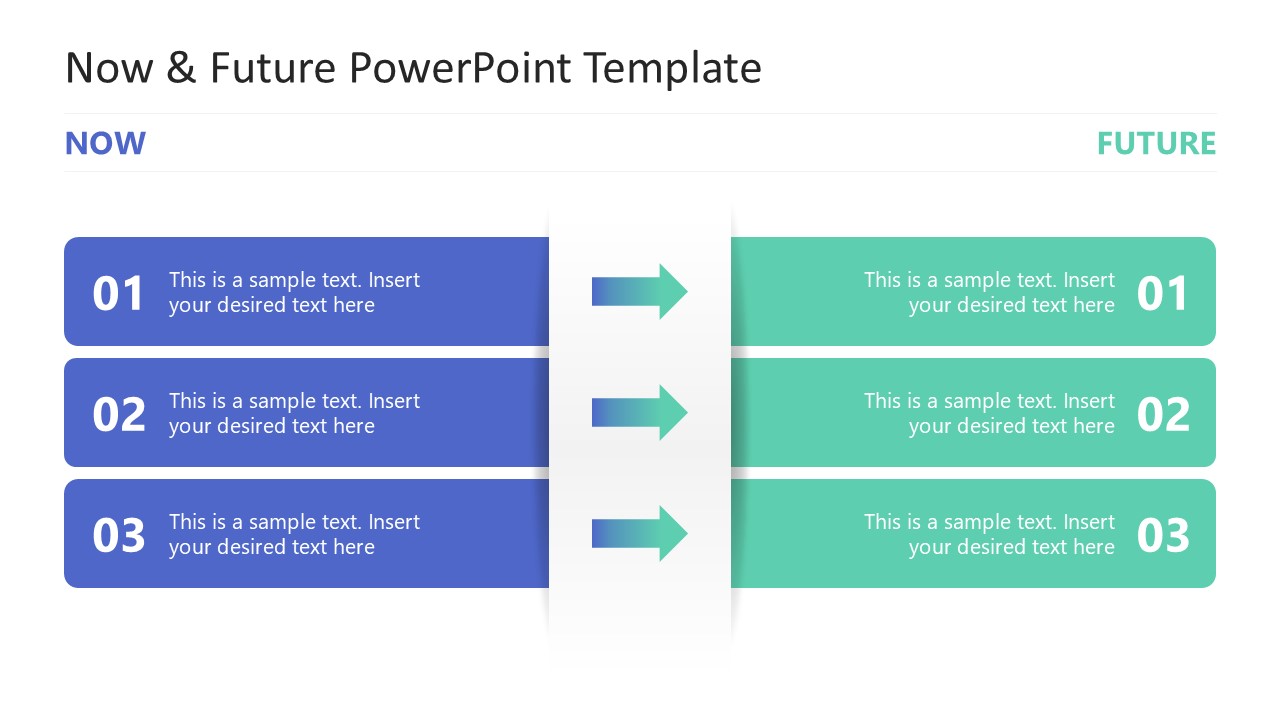 Now & Future PowerPoint Template
NOW
FUTURE
01
This is a sample text. Insert
your desired text here
This is a sample text. Insert
your desired text here
01
02
This is a sample text. Insert
your desired text here
This is a sample text. Insert
your desired text here
02
03
This is a sample text. Insert
your desired text here
This is a sample text. Insert
your desired text here
03